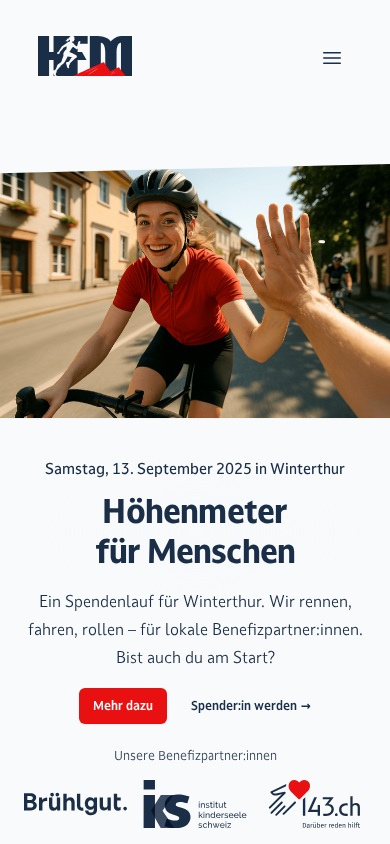 HFM
Samstag, 13. September 2025 in Winterthur
Höhenmeter
für Menschen
Ein Spendenlauf für Winterthur. Wir rennen,
fahren, rollen – für lokale Benefizpartner:innen.
Bist auch du am Start?
Mehr dazu
Spender:in werden →
Unsere Benefizpartner:innen
Brühlgut.
iks institut
kinderseele
schweiz
143.ch
Darüber reden hilft